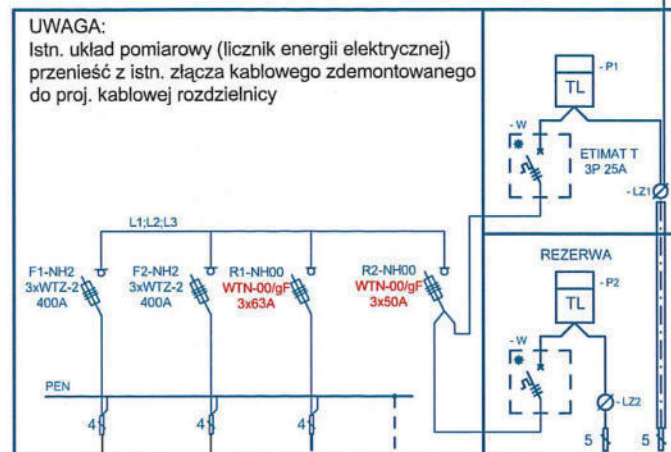 UWAGA:
Istn. układ pomiarowy (licznik energii elektrycznej)
przenieść z istn. złącza kablowego zdemontowanego
do proj. kablowej rozdzielnicy
- P1
TL
- W
ETIMAT T
3P 25A
- LZ1
L1;L2;L3
F1-NH2
3xWTZ-2
400A
F2-NH2
3xWTZ-2
400A
R1-NH00
WTN-00/gF
3x63A
R2-NH00
WTN-00/gF
3x50A
REZERWA
- P2
TL
- W
- LZ2
PEN
4
4
4
5
5